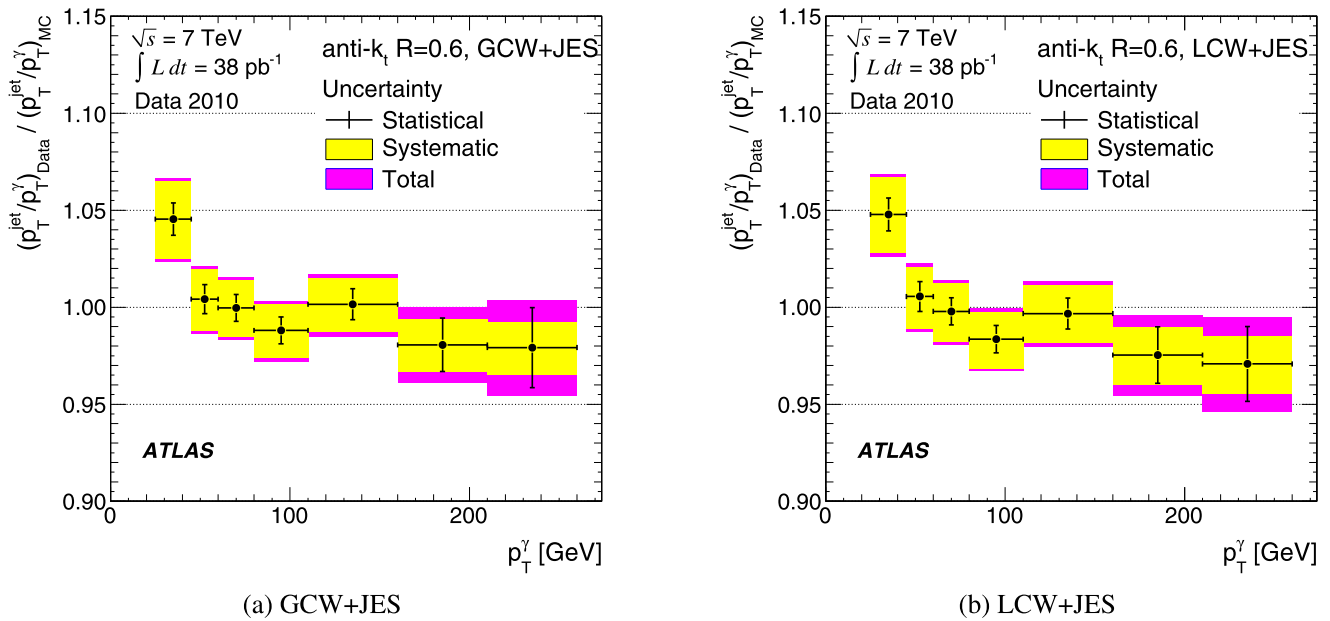 (p_T^jet/p_T^γ)_Data / (p_T^jet/p_T^γ)_MC
1.15
1.10
1.05
1.00
0.95
0.90
√s = 7 TeV
∫ L dt = 38 pb⁻¹
Data 2010
anti-k_t R=0.6, GCW+JES
Uncertainty
Statistical
Systematic
Total
ATLAS
0 100 200
p_T^γ [GeV]
(a) GCW+JES
(p_T^jet/p_T^γ)_Data / (p_T^jet/p_T^γ)_MC
1.15
1.10
1.05
1.00
0.95
0.90
√s = 7 TeV
∫ L dt = 38 pb⁻¹
Data 2010
anti-k_t R=0.6, LCW+JES
Uncertainty
Statistical
Systematic
Total
ATLAS
0 100 200
p_T^γ [GeV]
(b) LCW+JES